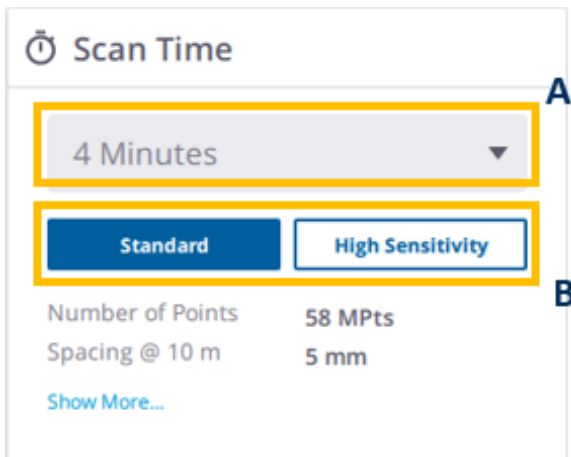 Scan Time
A
4 Minutes
Standard High Sensitivity
B
Number of Points 58 MPts
Spacing @ 10 m 5 mm
Show More...